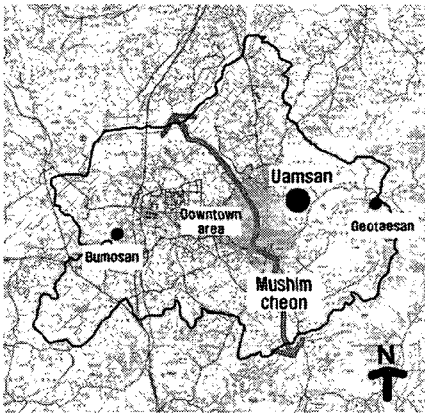 Uamsan
Downtown
area
Geotaesan
Bumosan
Mushim
cheon
N